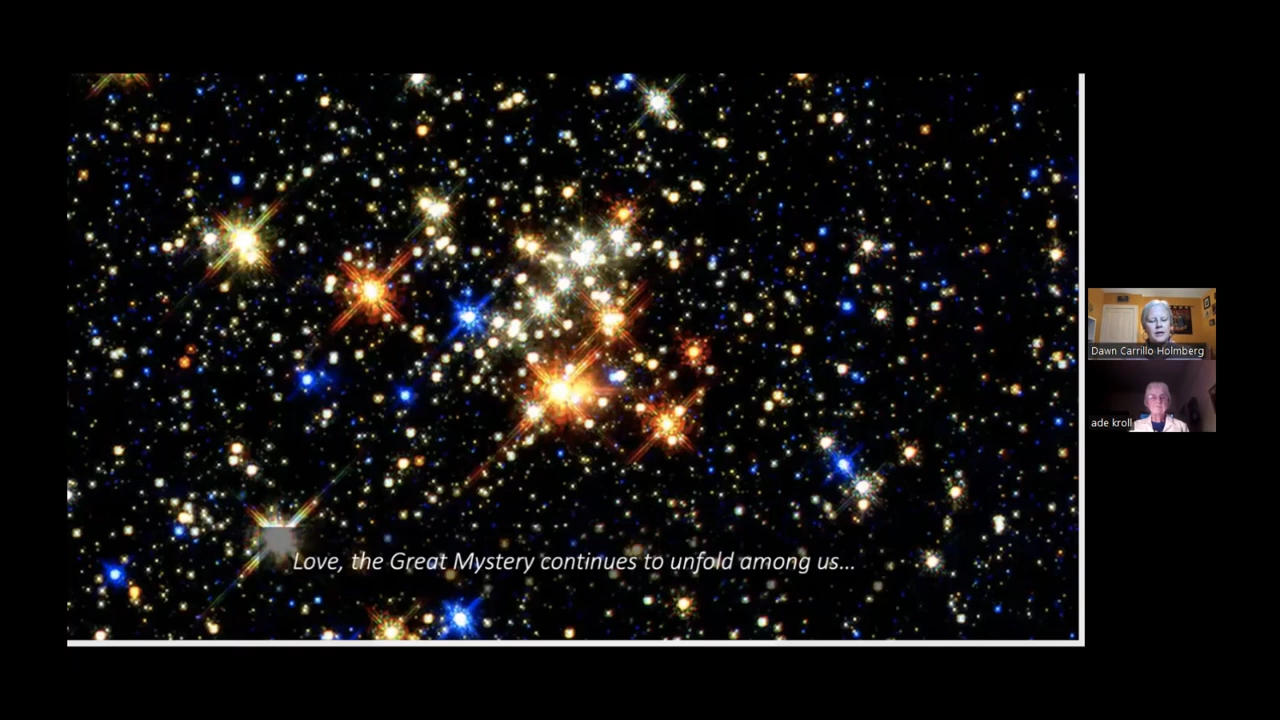 Love, the Great Mystery continues to unfold among us...
Dawn Carrillo Holmberg
ade kroll